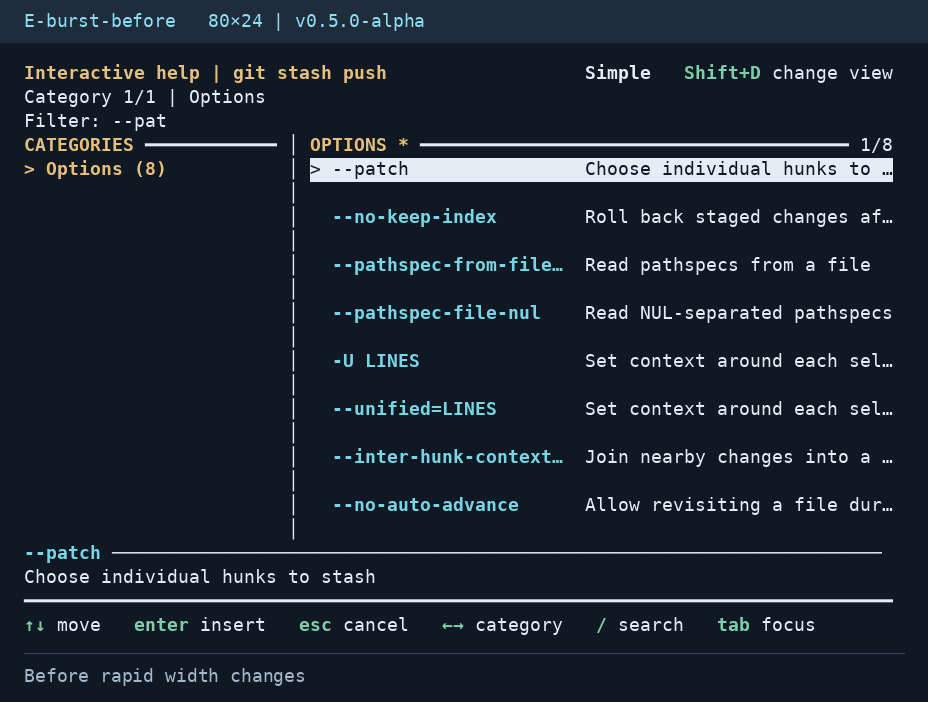 E-burst-before   80×24 | v0.5.0-alpha
Interactive help | git stash push                  Simple   Shift+D change view
Category 1/1 | Options
Filter: --pat
CATEGORIES ──────────── │ OPTIONS * ─────────────────────────────────────── 1/8
> Options (8)           │ > --patch                Choose individual hunks to …
                        │   --no-keep-index        Roll back staged changes af…
                        │   --pathspec-from-file…  Read pathspecs from a file
                        │   --pathspec-file-nul    Read NUL-separated pathspecs
                        │   -U LINES               Set context around each sel…
                        │   --unified=LINES        Set context around each sel…
                        │   --inter-hunk-context…  Join nearby changes into a …
                        │   --no-auto-advance      Allow revisiting a file dur…
--patch ──────────────────────────────────────────────────────────────────────
Choose individual hunks to stash
↑↓ move   enter insert   esc cancel   ←→ category   / search   tab focus
Before rapid width changes